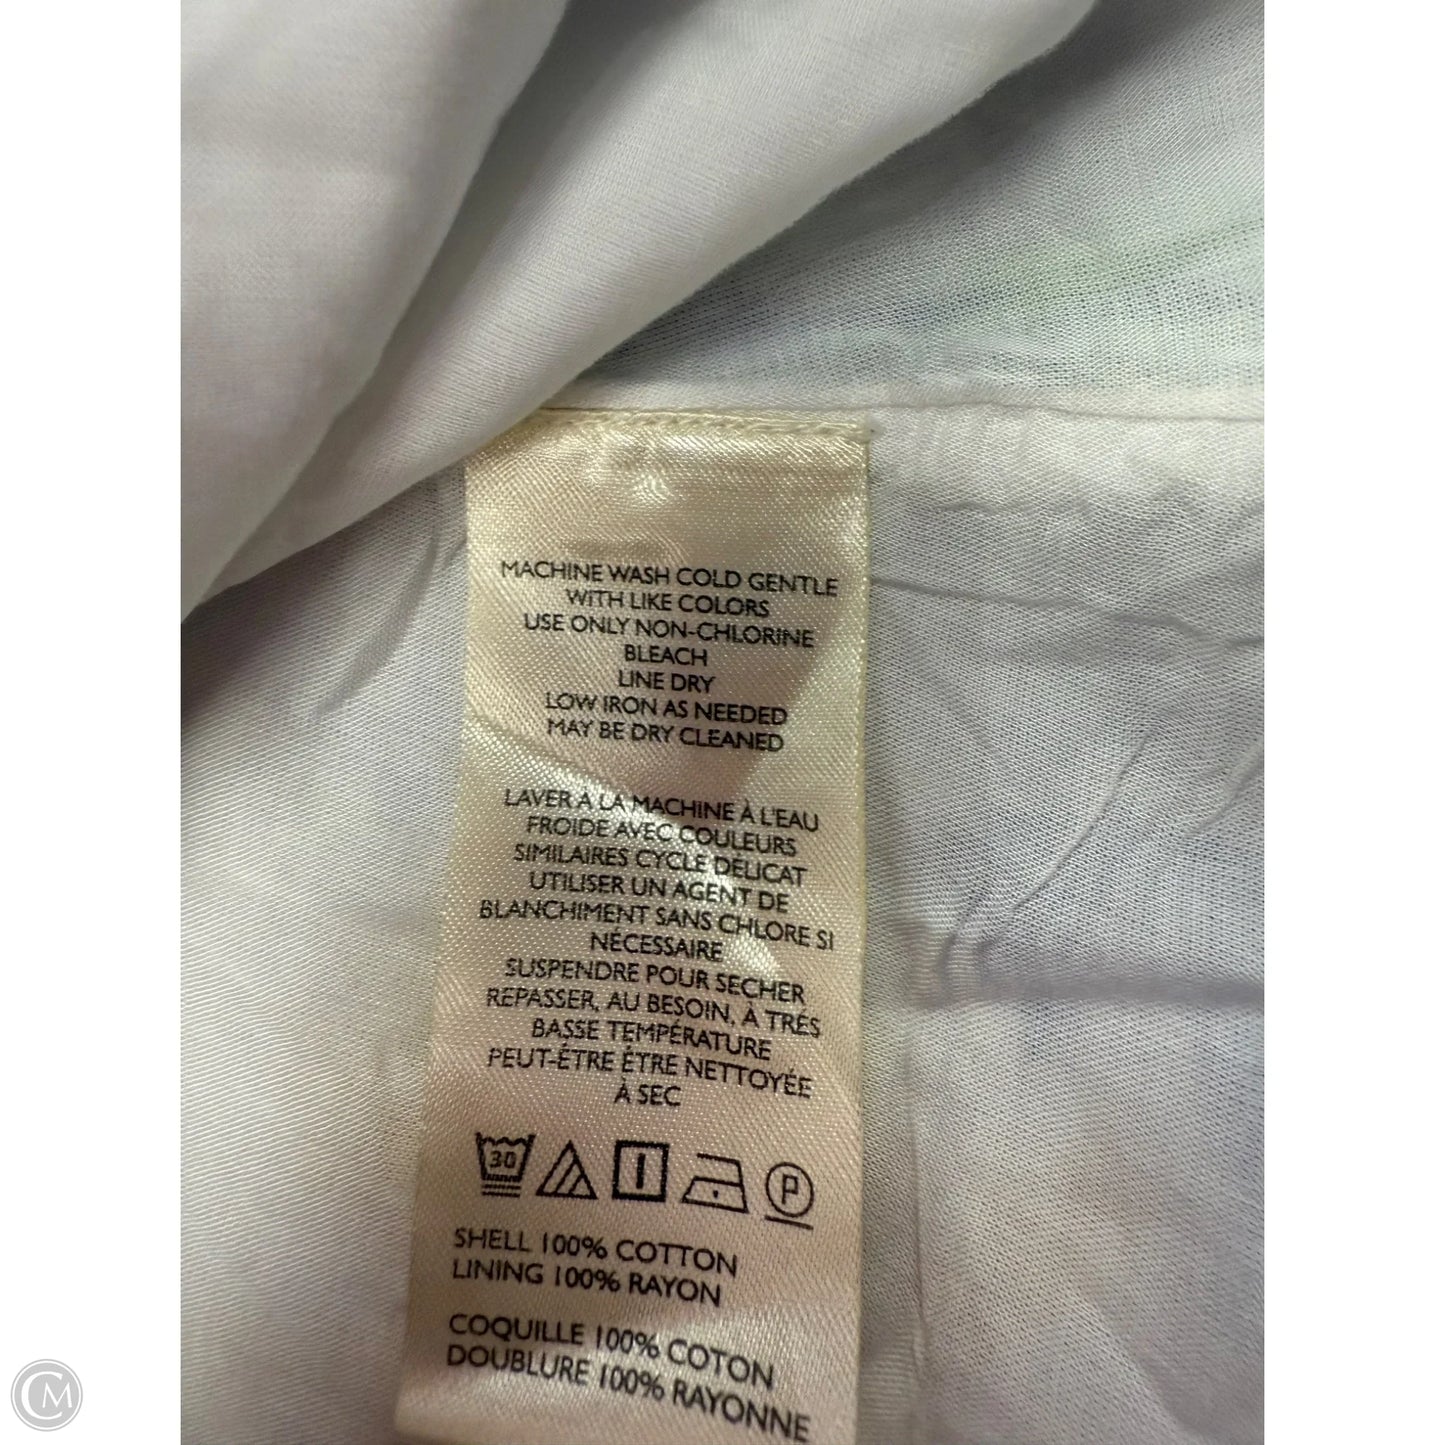 MACHINE WASH COLD GENTLE
WITH LIKE COLORS
USE ONLY NON-CHLORINE
BLEACH
LINE DRY
LOW IRON AS NEEDED
MAY BE DRY CLEANED
LAVER À LA MACHINE À L'EAU
FROIDE AVEC COULEURS
SIMILAIRES CYCLE DÉLICAT
UTILISER UN AGENT DE
BLANCHIMENT SANS CHLORE SI
NÉCESSAIRE
SUSPENDRE POUR SECHER
REPASSER, AU BESOIN, À TRÉS
BASSE TEMPÉRATURE
PEUT-ÉTRE ÉTRE NETTOYÉE
À SEC
30
P
SHELL 100% COTTON
LINING 100% RAYON
COQUILLE 100% COTON
DOUBLURE 100% RAYONNE
CM